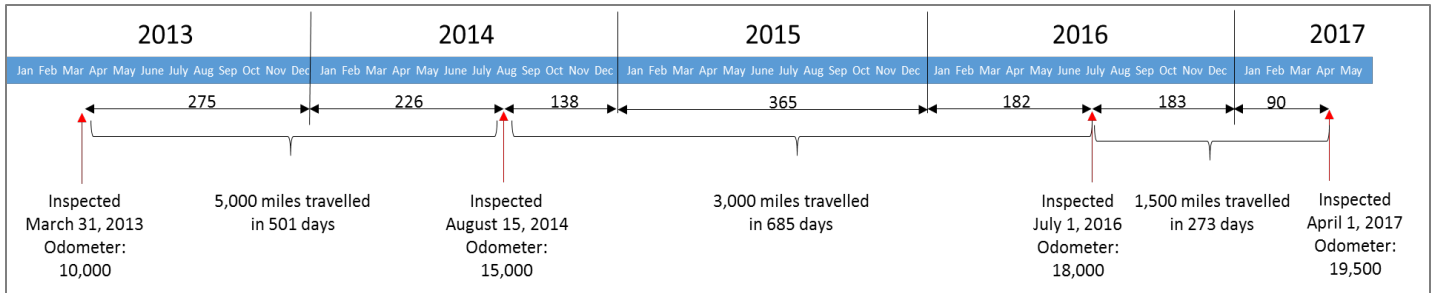 2013 2014 2015 2016 2017
Jan Feb Mar Apr May June July Aug Sep Oct Nov Dec Jan Feb Mar Apr May June July Aug Sep Oct Nov Dec Jan Feb Mar Apr May June July Aug Sep Oct Nov Dec Jan Feb Mar Apr May June July Aug Sep Oct Nov Dec Jan Feb Mar Apr May
275 226 138 365 182 183 90
Inspected
March 31, 2013
Odometer:
10,000
5,000 miles travelled
in 501 days
Inspected
August 15, 2014
Odometer:
15,000
3,000 miles travelled
in 685 days
Inspected
July 1, 2016
Odometer:
18,000
1,500 miles travelled
in 273 days
Inspected
April 1, 2017
Odometer:
19,500